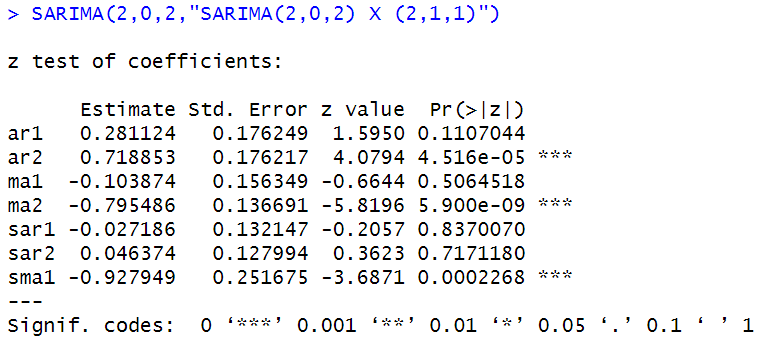 > SARIMA(2,0,2,"SARIMA(2,0,2) X (2,1,1)")
z test of coefficients:
Estimate Std. Error z value Pr(>|z|)
ar1 0.281124 0.176249 1.5950 0.1107044
ar2 0.718853 0.176217 4.0794 4.516e-05 ***
ma1 -0.103874 0.156349 -0.6644 0.5064518
ma2 -0.795486 0.136691 -5.8196 5.900e-09 ***
sar1 -0.027186 0.132147 -0.2057 0.8370070
sar2 0.046374 0.127994 0.3623 0.7171180
sma1 -0.927949 0.251675 -3.6871 0.0002268 ***
---
Signif. codes: 0 ‘***’ 0.001 ‘**’ 0.01 ‘*’ 0.05 ‘.’ 0.1 ‘ ’ 1